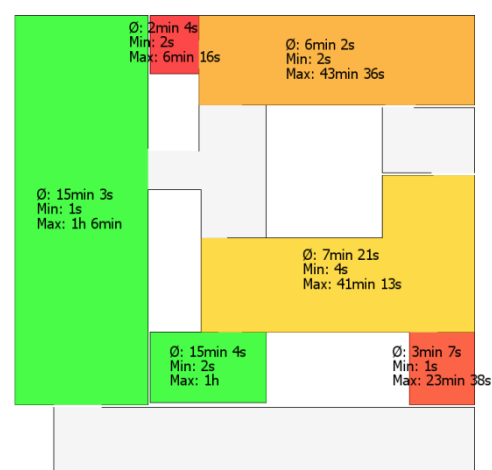 Ø: 2min 4s
Min: 2s
Max: 6min 16s
Ø: 6min 2s
Min: 2s
Max: 43min 36s
Ø: 15min 3s
Min: 1s
Max: 1h 6min
Ø: 7min 21s
Min: 4s
Max: 41min 13s
Ø: 15min 4s
Min: 2s
Max: 1h
Ø: 3min 7s
Min: 1s
Max: 23min 38s